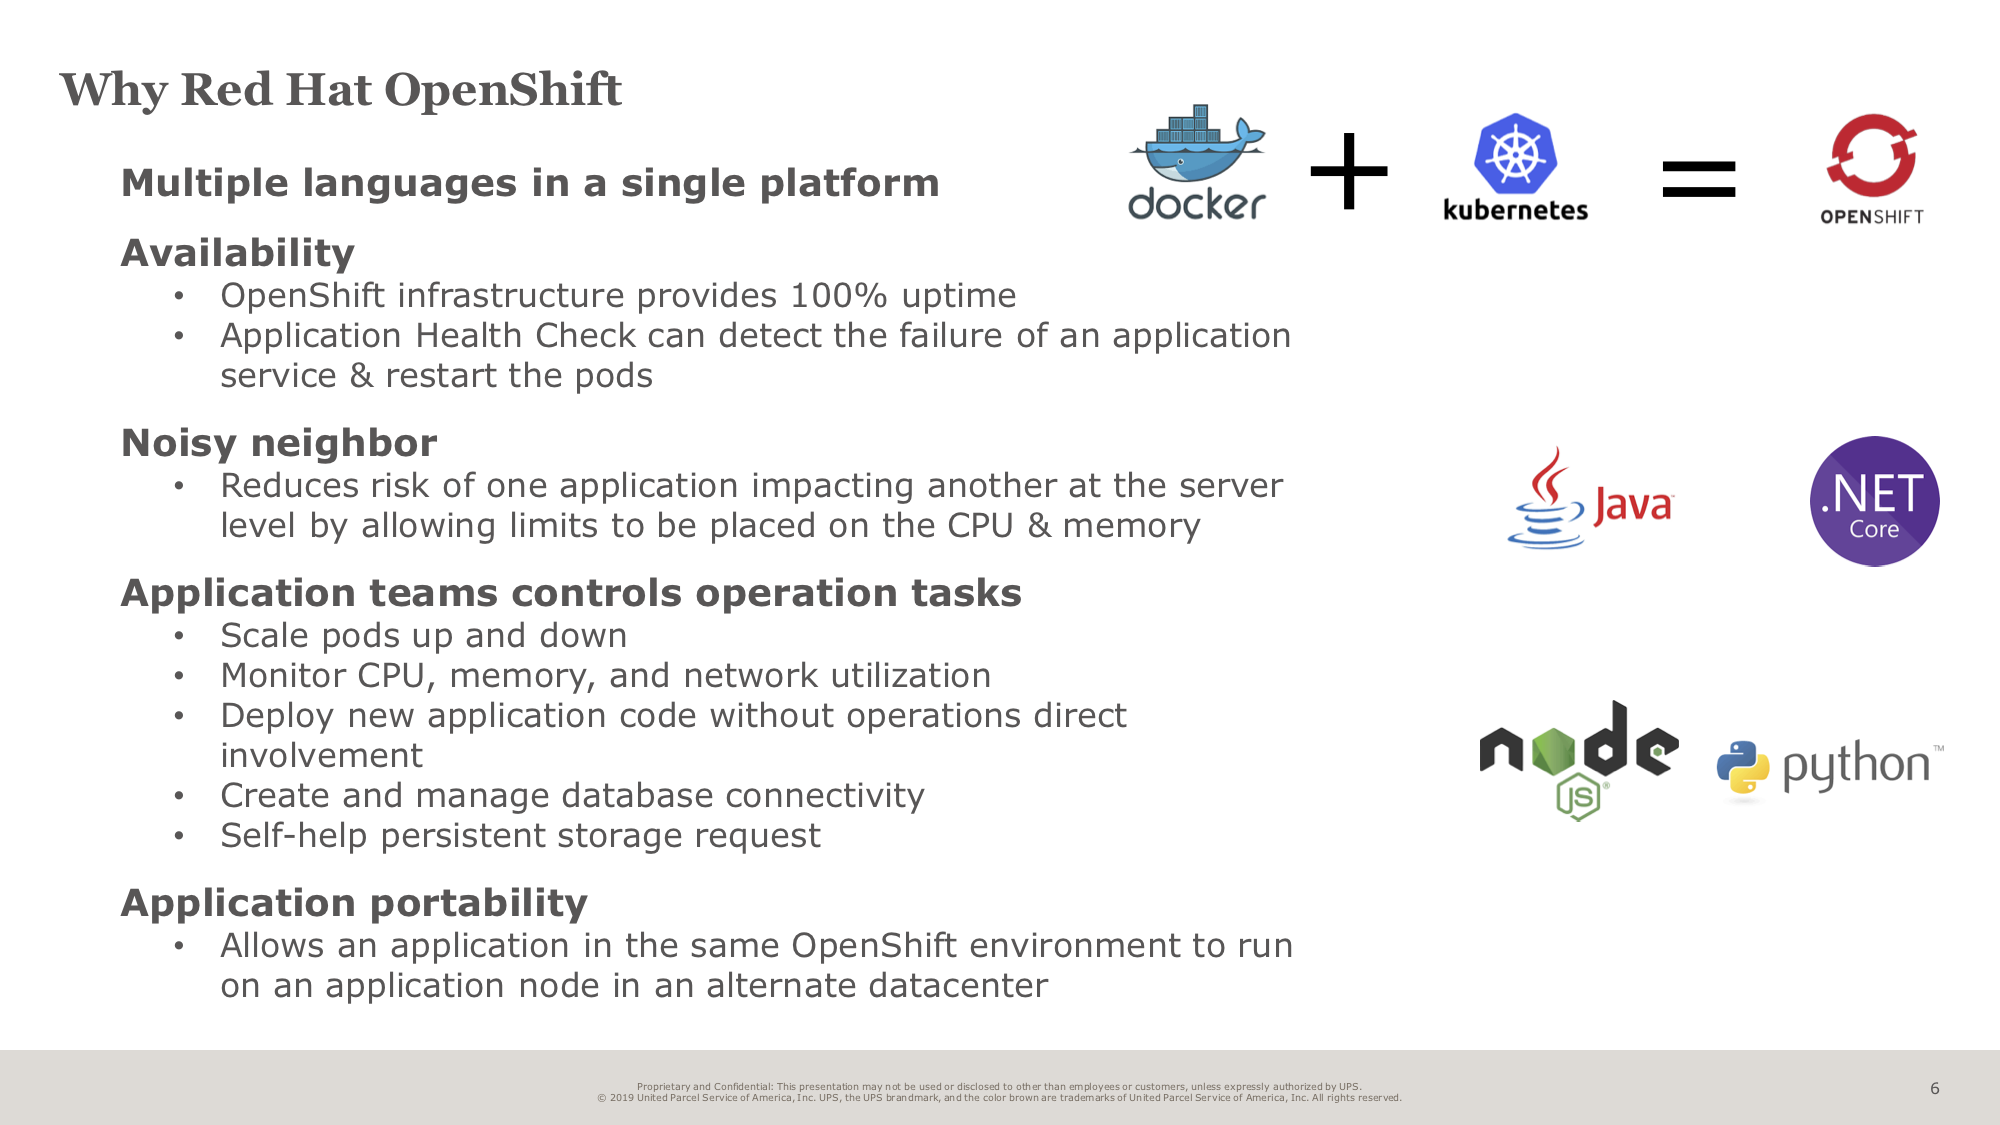 Why Red Hat OpenShift
docker
+
kubernetes
=
OPENSHIFT
Multiple languages in a single platform
Availability
• OpenShift infrastructure provides 100% uptime
• Application Health Check can detect the failure of an application
service & restart the pods
Noisy neighbor
• Reduces risk of one application impacting another at the server
level by allowing limits to be placed on the CPU & memory
Java™
.NET
Core
Application teams controls operation tasks
• Scale pods up and down
• Monitor CPU, memory, and network utilization
• Deploy new application code without operations direct
involvement
• Create and manage database connectivity
• Self-help persistent storage request
node
JS®
python™
Application portability
• Allows an application in the same OpenShift environment to run
on an application node in an alternate datacenter
Proprietary and Confidential: This presentation may not be used or disclosed to other than employees or customers, unless expressly authorized by UPS.
© 2019 United Parcel Service of America, Inc. UPS, the UPS brandmark, and the color brown are trademarks of United Parcel Service of America, Inc. All rights reserved.
6